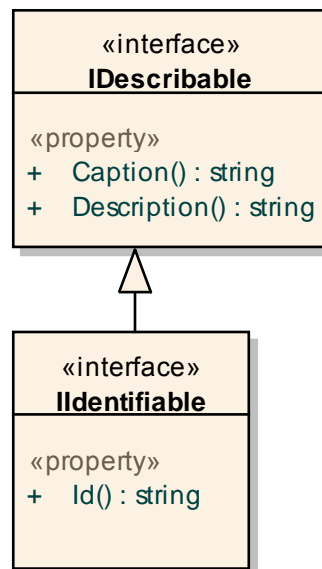 «interface»
IDescribable
«property»
+ Caption() : string
+ Description() : string
«interface»
IIdentifiable
«property»
+ Id() : string